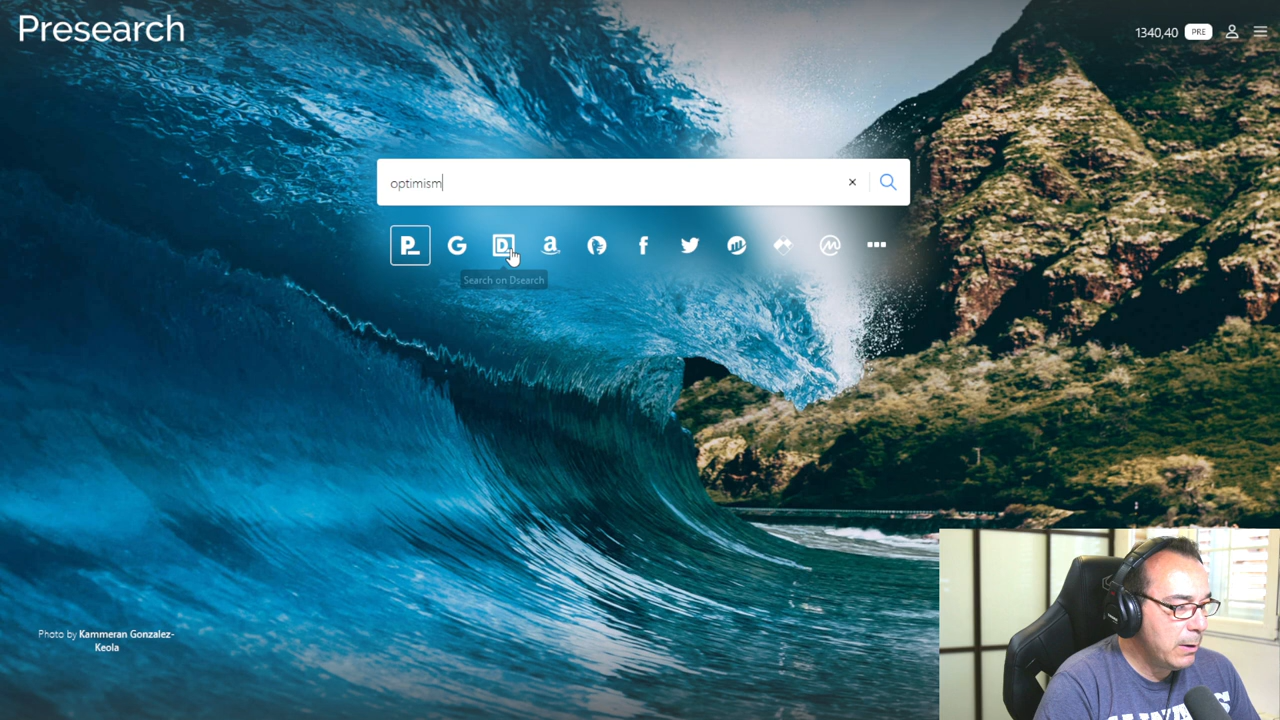 Presearch
1340,40 PRE
optimism
Search on Dsearch
Photo by Kammeran Gonzalez-
Keola